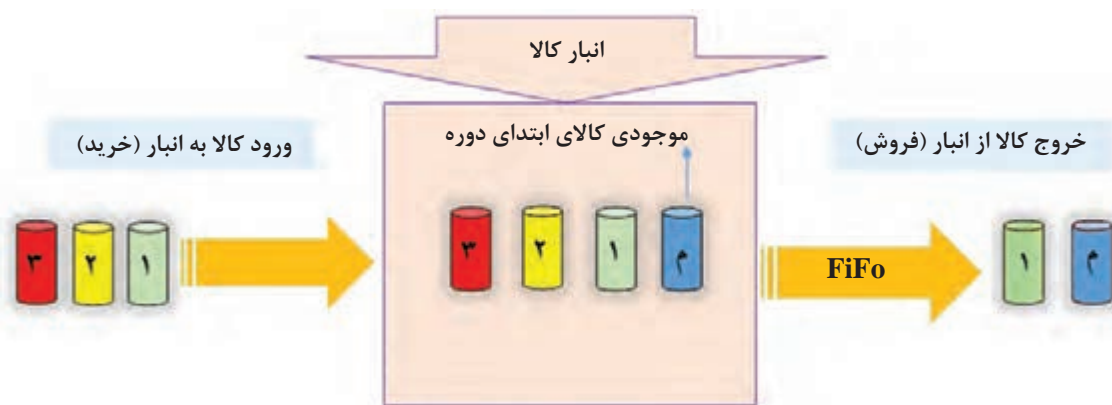 انبار کالا
ورود کالا به انبار (خرید)
موجودی کالای ابتدای دوره
خروج کالا از انبار (فروش)
۳ ۲ ۱
۳ ۲ ۱ م
FiFo
۱ م